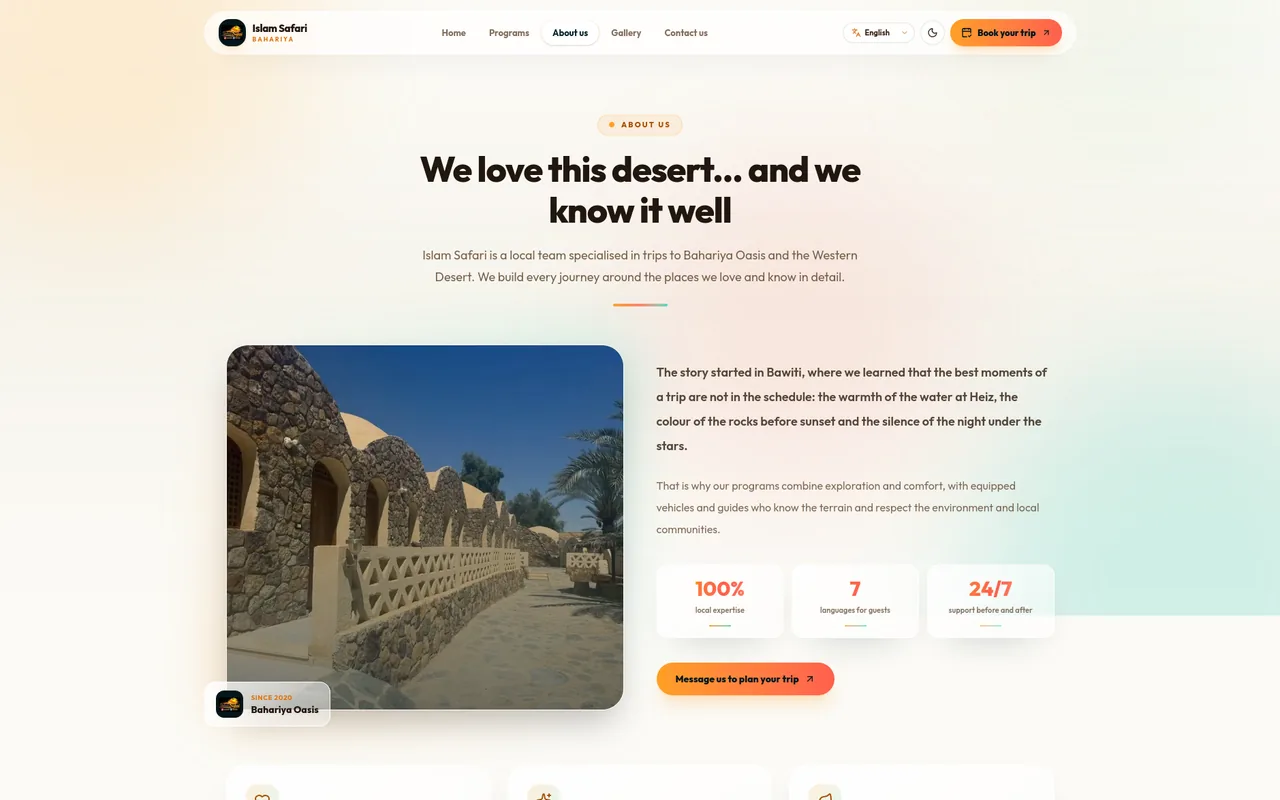 Islam Safari
BAHARIYA
Home
Programs
About us
Gallery
Contact us
English
Book your trip
ABOUT US
We love this desert... and we
know it well
Islam Safari is a local team specialised in trips to Bahariya Oasis and the Western
Desert. We build every journey around the places we love and know in detail.
The story started in Bawiti, where we learned that the best moments of
a trip are not in the schedule: the warmth of the water at Heiz, the
colour of the rocks before sunset and the silence of the night under the
stars.
That is why our programs combine exploration and comfort, with equipped
vehicles and guides who know the terrain and respect the environment and local
communities.
100%
local expertise
7
languages for guests
24/7
support before and after
Message us to plan your trip
SINCE 2020
Bahariya Oasis